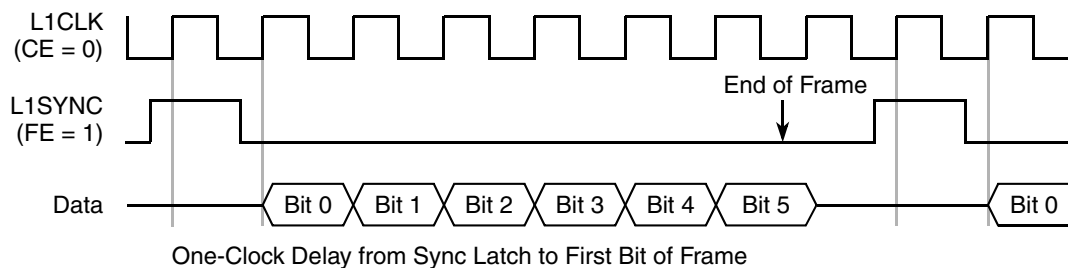 L1CLK
(CE = 0)
End of Frame
L1SYNC
(FE = 1)
Data
Bit 0
Bit 1
Bit 2
Bit 3
Bit 4
Bit 5
Bit 0
One-Clock Delay from Sync Latch to First Bit of Frame